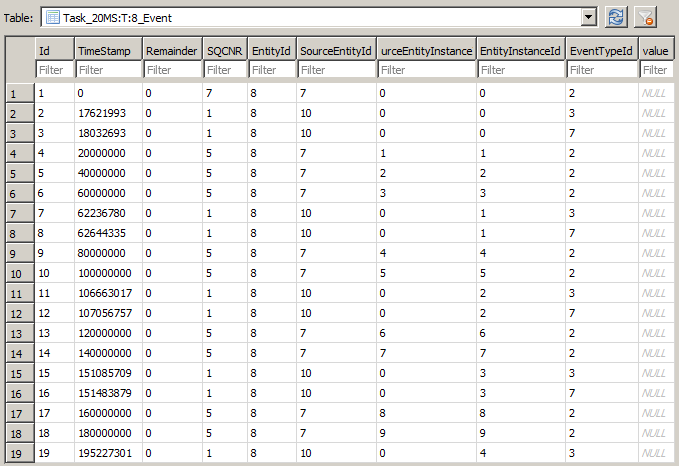 Table: Task_20MS:T:8_Event
Id TimeStamp Remainder SQCNR EntityId SourceEntityId urceEntityInstance EntityInstanceId EventTypeId value
Filter Filter Filter Filter Filter Filter Filter Filter Filter Filter
1 1 0 0 7 8 7 0 0 2 NULL
2 2 17621993 0 1 8 10 0 0 3 NULL
3 3 18032693 0 1 8 10 0 0 7 NULL
4 4 20000000 0 5 8 7 1 1 2 NULL
5 5 40000000 0 5 8 7 2 2 2 NULL
6 6 60000000 0 5 8 7 3 3 2 NULL
7 7 62236780 0 1 8 10 0 1 3 NULL
8 8 62644335 0 1 8 10 0 1 7 NULL
9 9 80000000 0 5 8 7 4 4 2 NULL
10 10 100000000 0 5 8 7 5 5 2 NULL
11 11 106663017 0 1 8 10 0 2 3 NULL
12 12 107056757 0 1 8 10 0 2 7 NULL
13 13 120000000 0 5 8 7 6 6 2 NULL
14 14 140000000 0 5 8 7 7 7 2 NULL
15 15 151085709 0 1 8 10 0 3 3 NULL
16 16 151483879 0 1 8 10 0 3 7 NULL
17 17 160000000 0 5 8 7 8 8 2 NULL
18 18 180000000 0 5 8 7 9 9 2 NULL
19 19 195227301 0 1 8 10 0 4 3 NULL